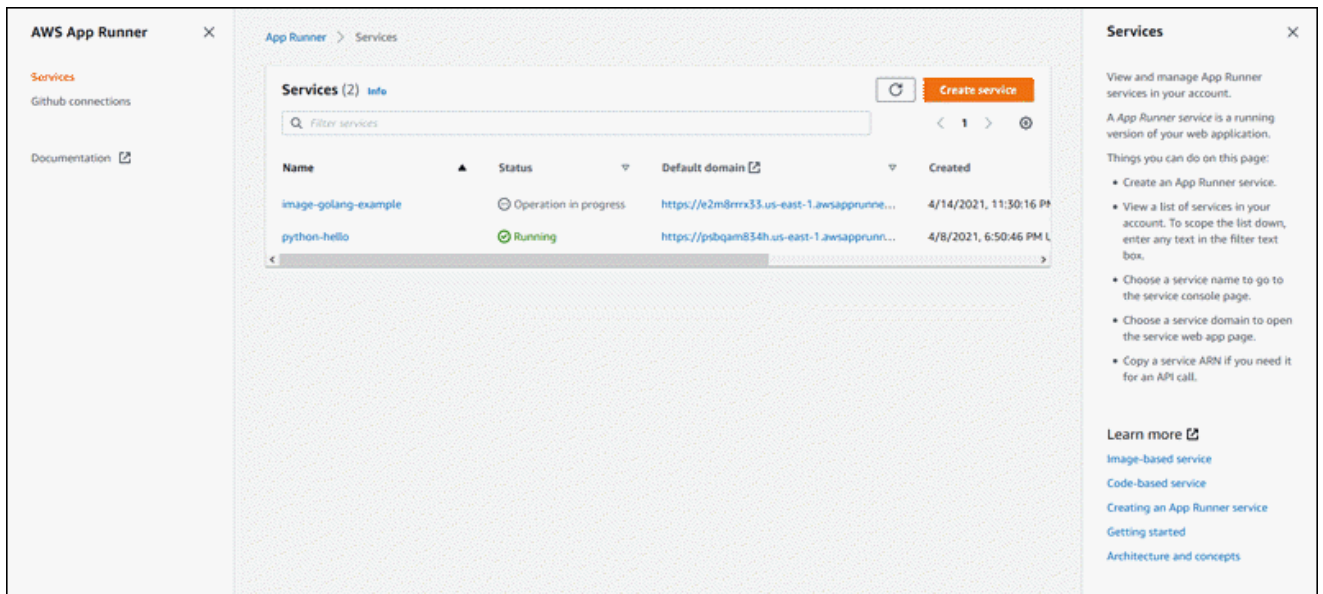 AWS App Runner
Services
Github connections
Documentation
App Runner > Services
Services (2) Info
Create service
Filter services
1
Name Status Default domain Created
image-golang-example Operation in progress https://e2m8rrrx33.us-east-1.awsapprunne... 4/14/2021, 11:30:16 PM
python-hello Running https://psbqam834h.us-east-1.awsapprunn... 4/8/2021, 6:50:46 PM U
Services
View and manage App Runner
services in your account.
A App Runner service is a running
version of your web application.
Things you can do on this page:
• Create an App Runner service.
• View a list of services in your
account. To scope the list down,
enter any text in the filter text
box.
• Choose a service name to go to
the service console page.
• Choose a service domain to open
the service web app page.
• Copy a service ARN if you need it
for an API call.
Learn more
Image-based service
Code-based service
Creating an App Runner service
Getting started
Architecture and concepts